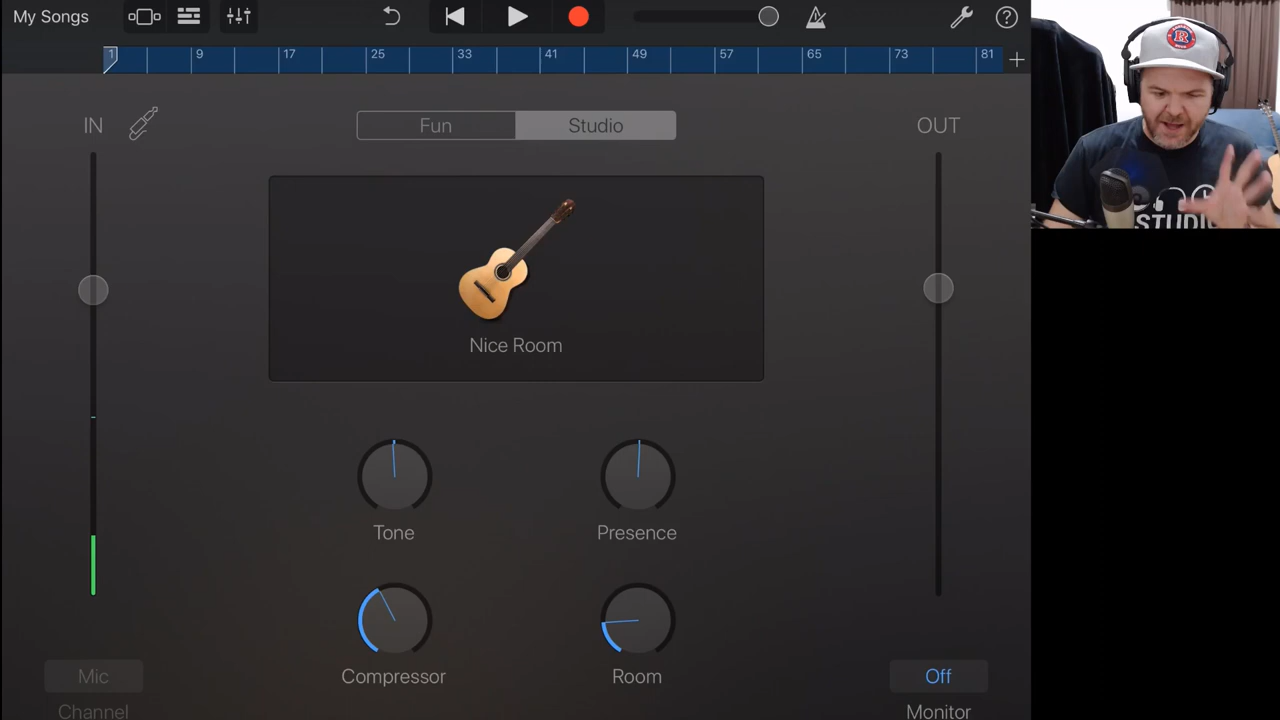 My Songs
1 9 17 25 33 41 49 57 65 73 81
IN
Fun
Studio
OUT
Nice Room
Tone
Presence
Compressor
Room
Mic
Channel
Off
Monitor
R
STUDIO